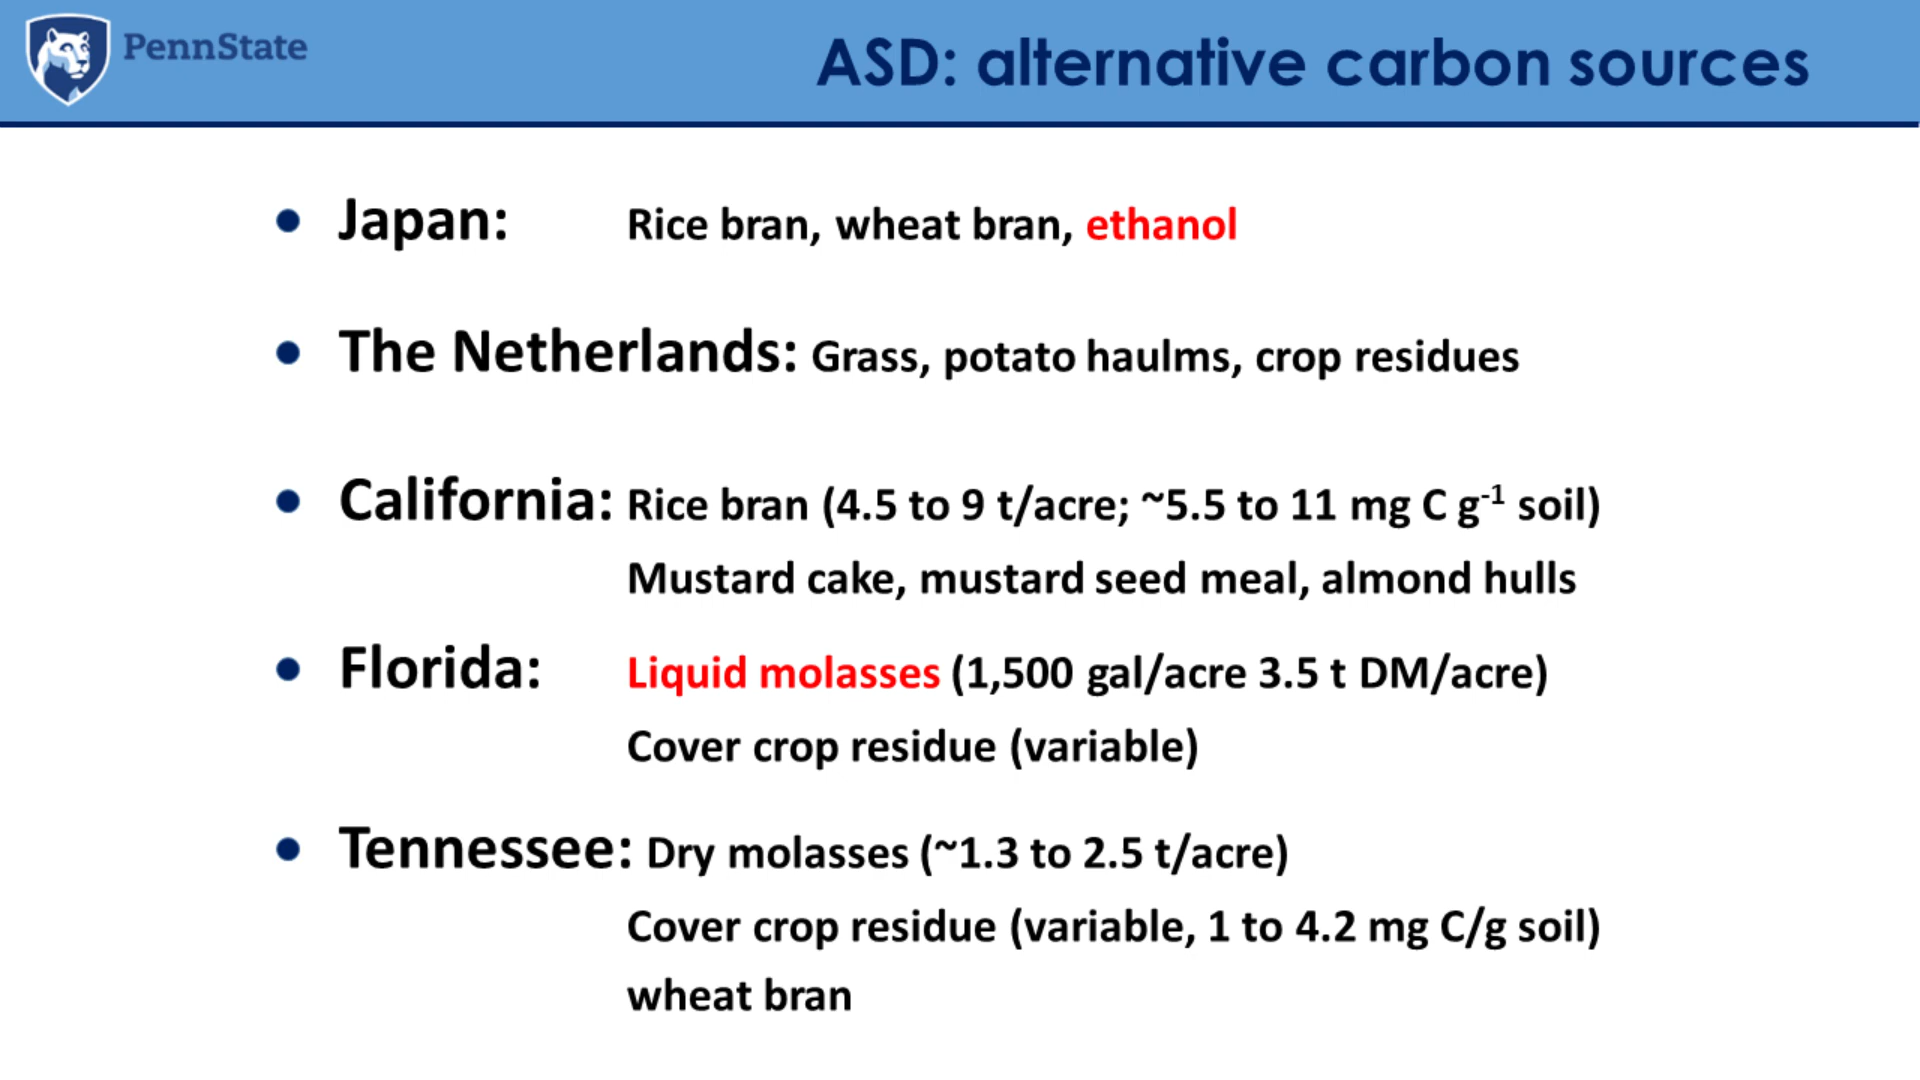 PennState
ASD: alternative carbon sources
• Japan: Rice bran, wheat bran, ethanol
• The Netherlands: Grass, potato haulms, crop residues
• California: Rice bran (4.5 to 9 t/acre; ~5.5 to 11 mg C g⁻¹ soil)
Mustard cake, mustard seed meal, almond hulls
• Florida: Liquid molasses (1,500 gal/acre 3.5 t DM/acre)
Cover crop residue (variable)
• Tennessee: Dry molasses (~1.3 to 2.5 t/acre)
Cover crop residue (variable, 1 to 4.2 mg C/g soil)
wheat bran